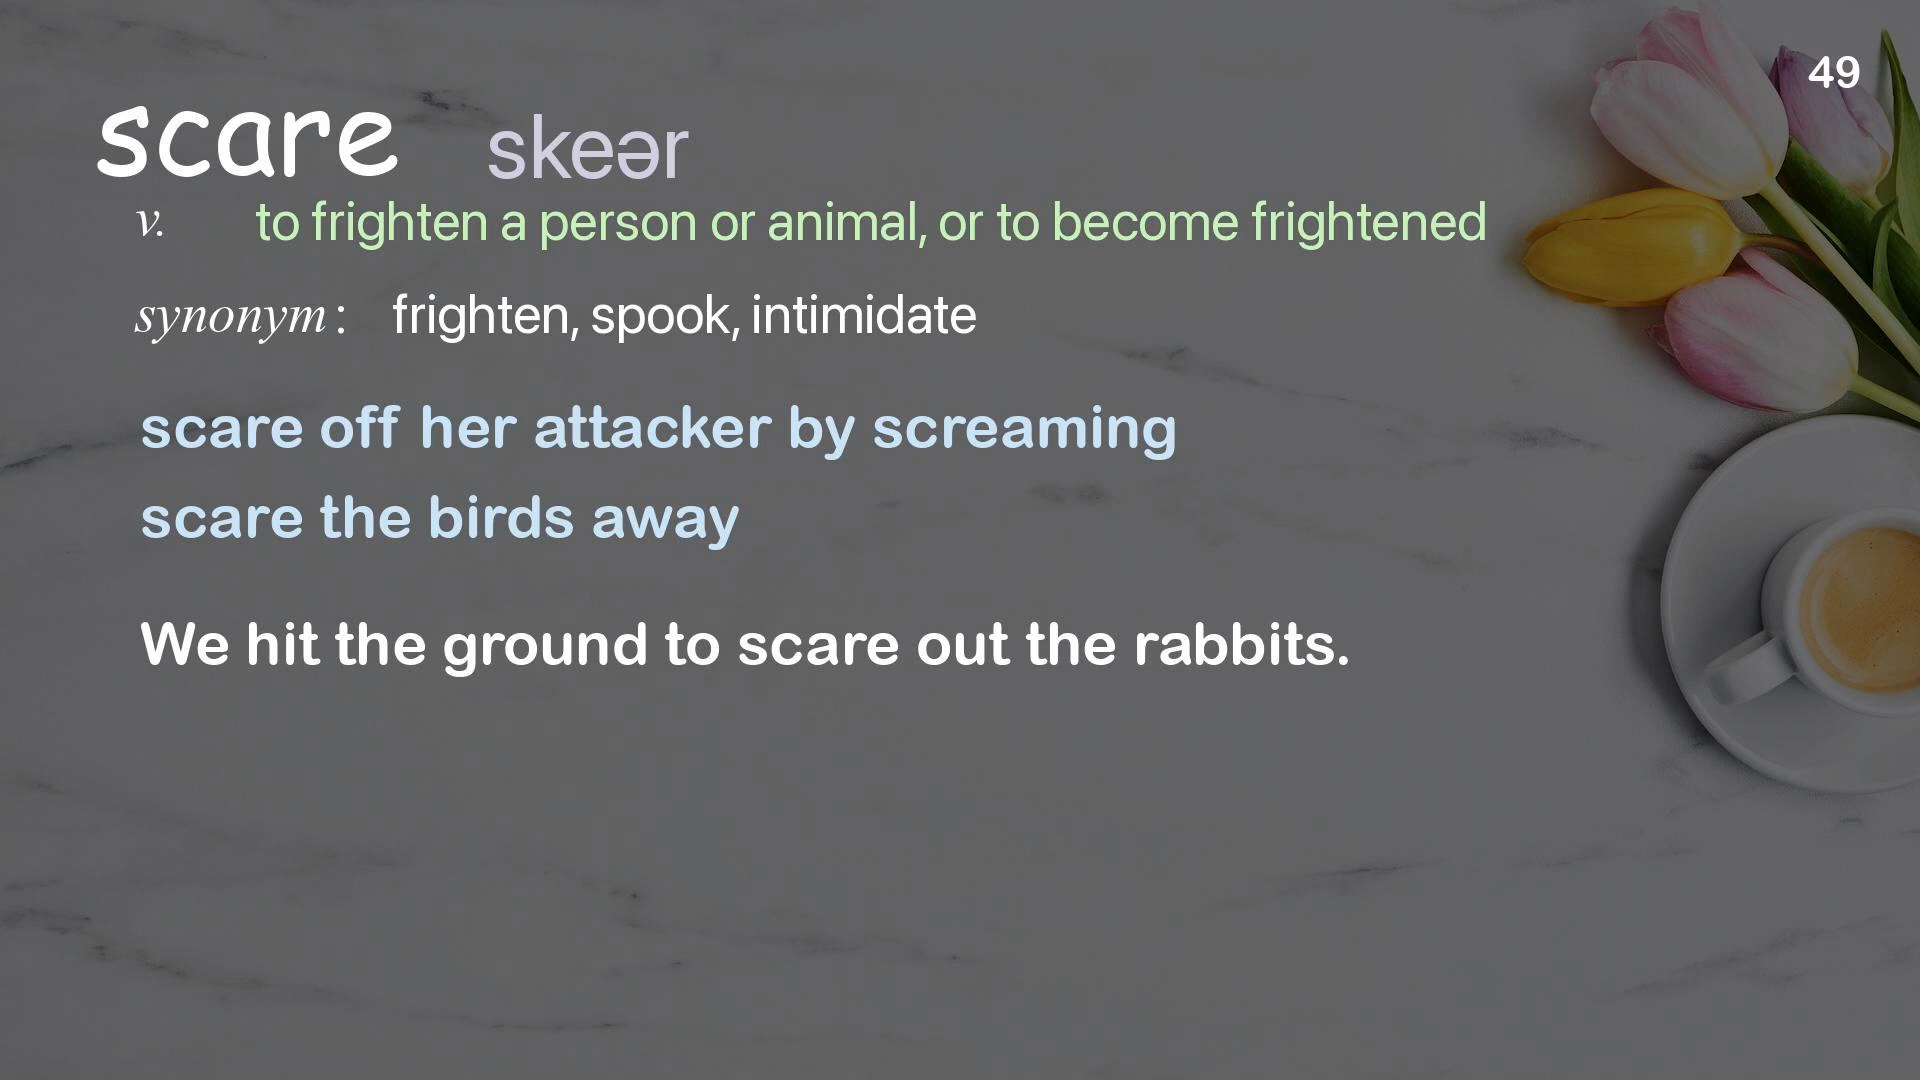 49
scare skeər
v. to frighten a person or animal, or to become frightened
synonym: frighten, spook, intimidate
scare off her attacker by screaming
scare the birds away
We hit the ground to scare out the rabbits.